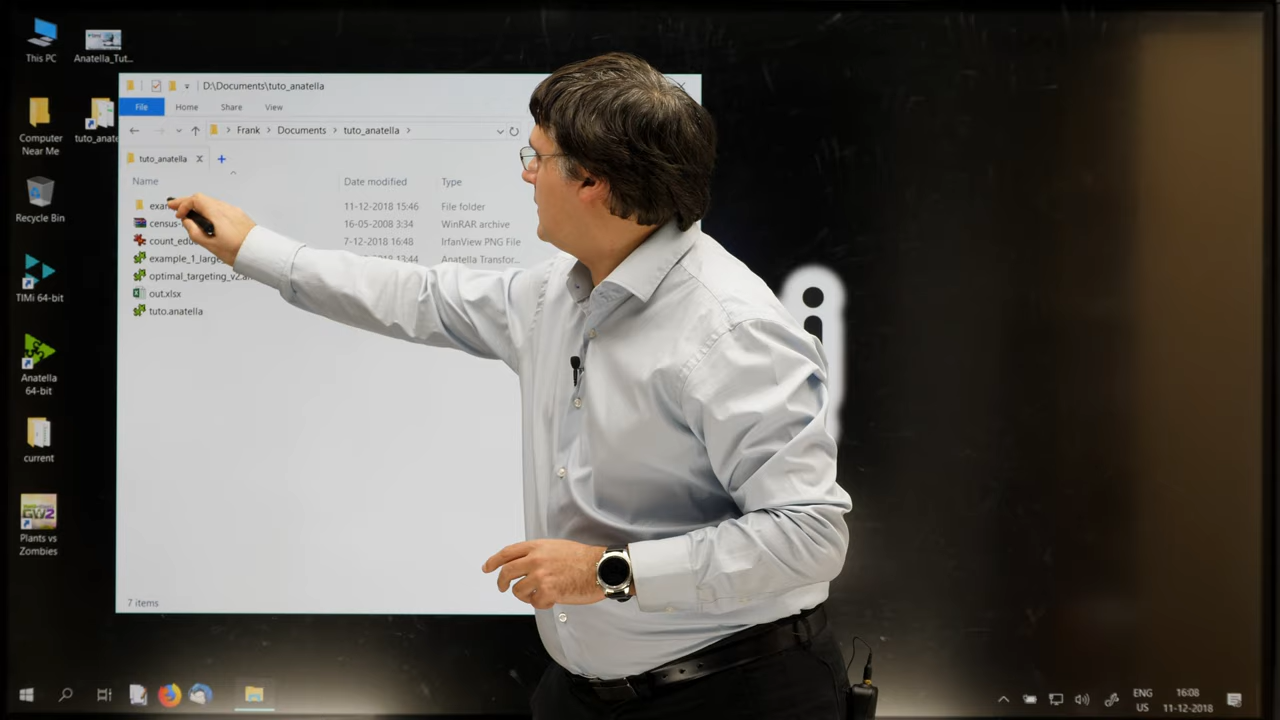 This PC
Anatella_Tut...
D:\Documents\tuto_anatella
File Home Share View
Computer
Near Me
Frank > Documents > tuto_anatella >
tuto_anatella X +
Name Date modified Type
11-12-2018 15:46 File folder
census- 16-05-2008 3:34 WinRAR archive
7-12-2018 16:48 IrfanView PNG File
13:44 Anatella Transfor...
optimal_targeting_v2.
out.xlsx
tuto.anatella
Recycle Bin
TIMi 64-bit
Anatella
64-bit
current
GW2
Plants vs
Zombies
7 items
ENG
US
16:08
11-12-2018